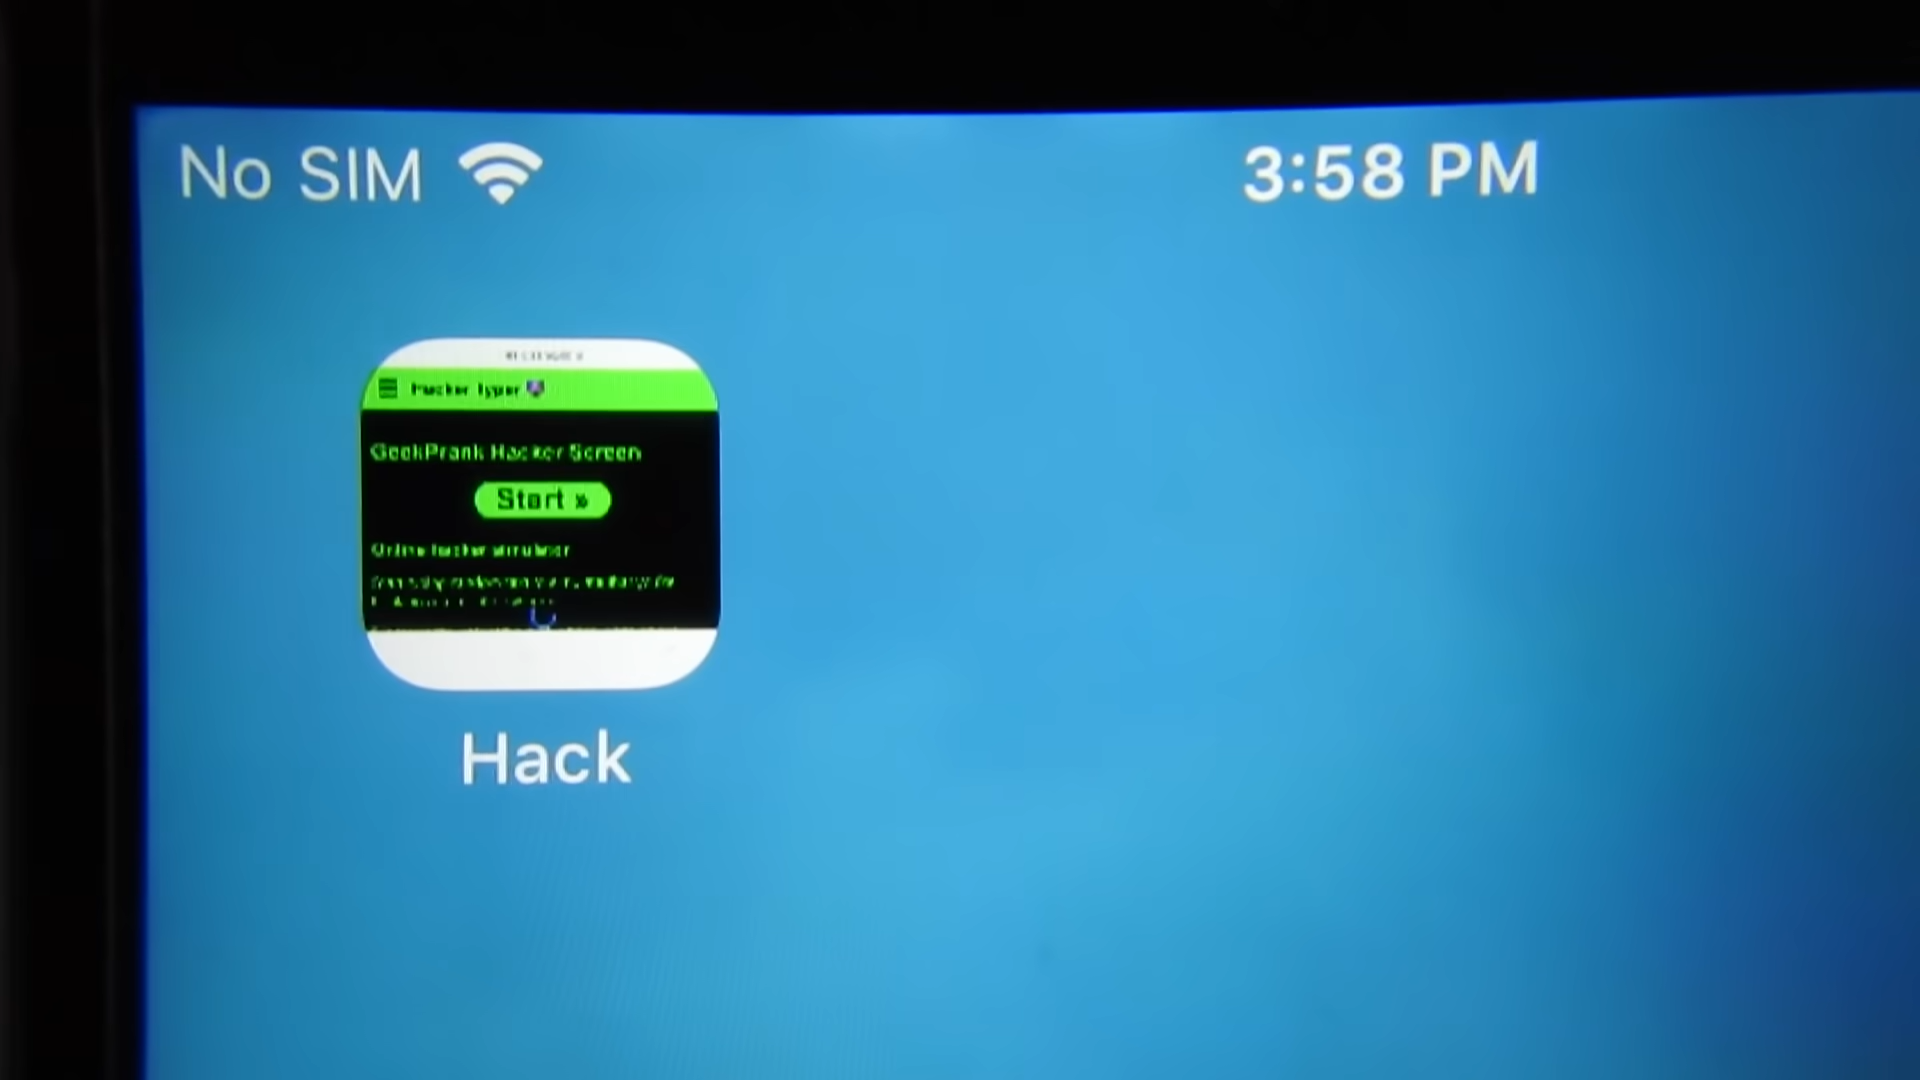 No SIM
3:58 PM
hacker typer
GeekPrank Hacker Screen
Start »
Online hacker simulator
Hack